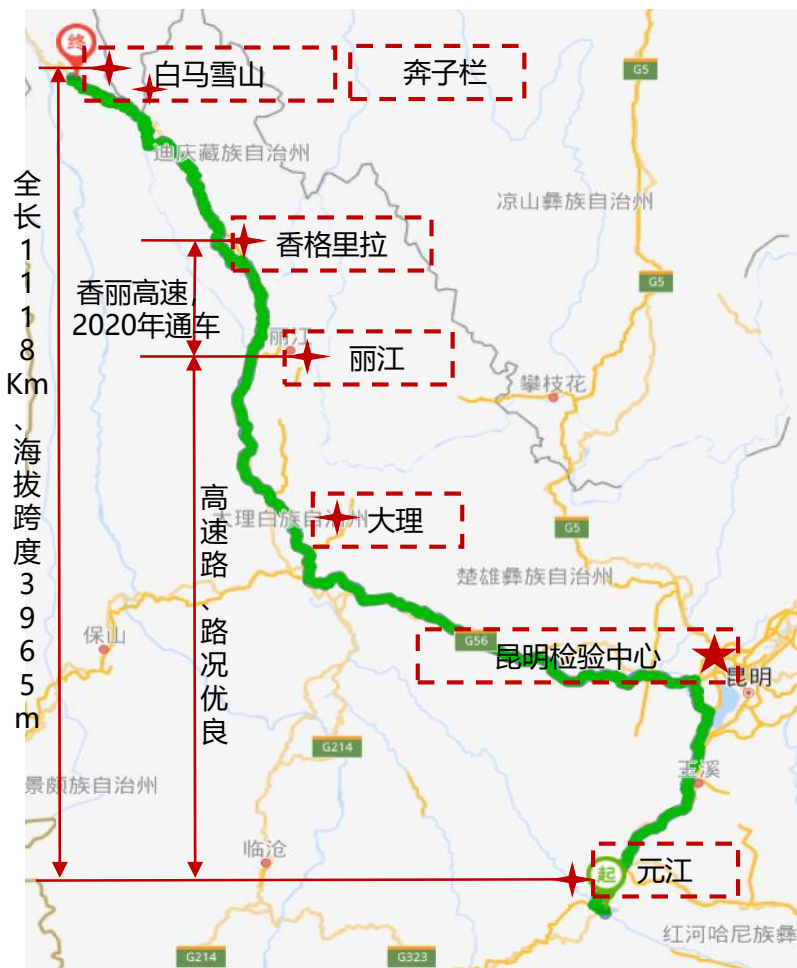 终
白马雪山
奔子栏
G5
迪庆藏族自治州
凉山彝族自治州
全长1118Km、海拔跨度3965m
香格里拉
G5
香丽高速，
2020年通车
丽江
丽江
攀枝花
高速路、路况优良
大理白族自治州
大理
G5
楚雄彝族自治州
保山
G56
昆明检验中心
昆明
G214
景颇族自治州
玉溪
临沧
起
元江
红河哈尼族彝
G214
G323